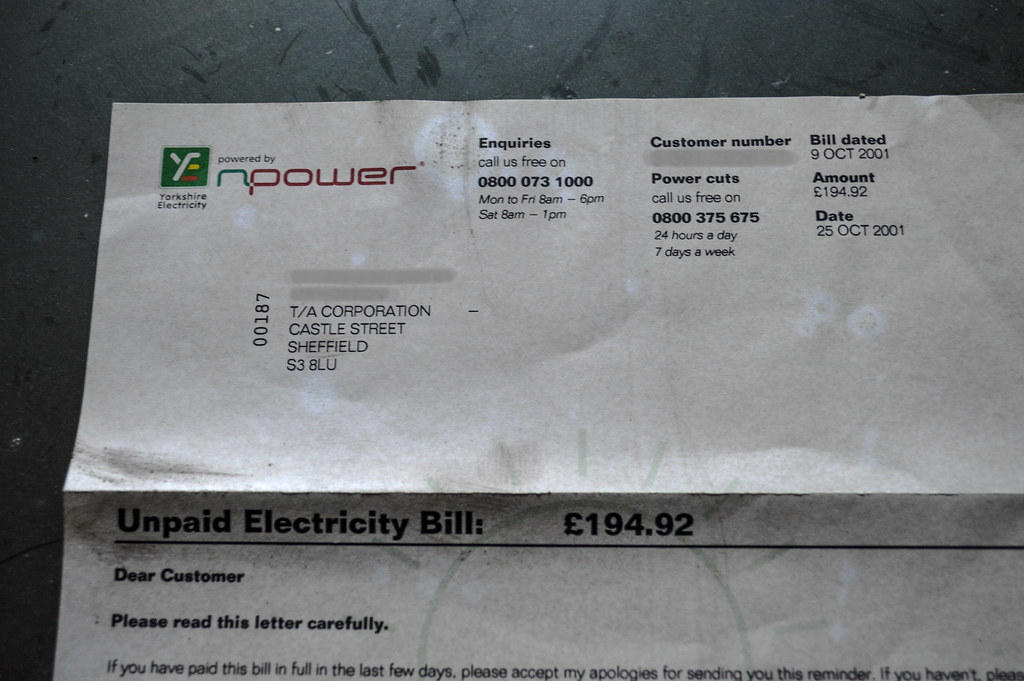 YE
powered by
npower
Yorkshire
Electricity
Enquiries
call us free on
0800 073 1000
Mon to Fri 8am – 6pm
Sat 8am – 1pm
Customer number
Power cuts
call us free on
0800 375 675
24 hours a day
7 days a week
Bill dated
9 OCT 2001
Amount
£194.92
Date
25 OCT 2001
00187
T/A CORPORATION –
CASTLE STREET
SHEFFIELD
S3 8LU
Unpaid Electricity Bill: £194.92
Dear Customer
Please read this letter carefully.
If you have paid this bill in full in the last few days, please accept my apologies for sending you this reminder. If you haven't, pleas